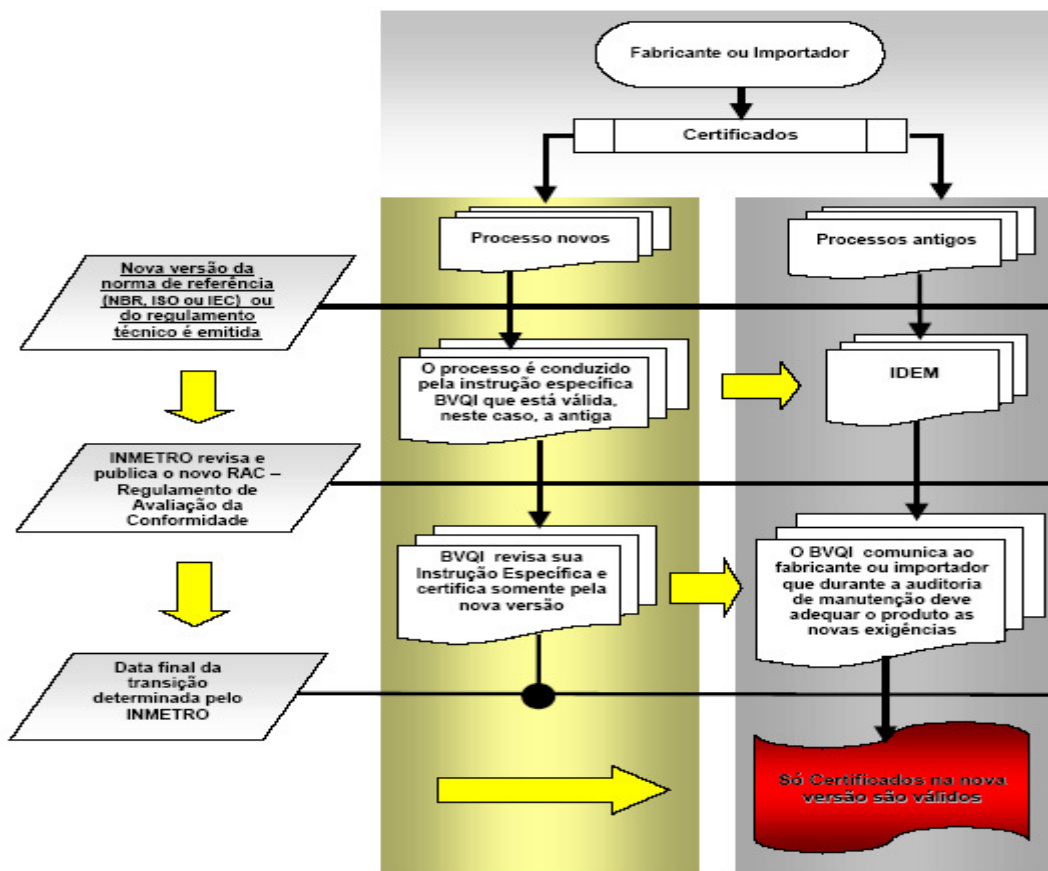 Fabricante ou Importador
Certificados
Processo novos
Processos antigos
Nova versão da
norma de referência
(NBR, ISO ou IEC) ou
do regulamento
técnico é emitida
O processo é conduzido
pela instrução específica
BVQI que está válida,
neste caso, a antiga
IDEM
INMETRO revisa e
publica o novo RAC –
Regulamento de
Avaliação da
Conformidade
BVQI revisa sua
Instrução Específica e
certifica somente pela
nova versão
O BVQI comunica ao
fabricante ou importador
que durante a auditoria
de manutenção deve
adequar o produto as
novas exigências
Data final da
transição
determinada pelo
INMETRO
Só Certificados na nova
versão são válidos